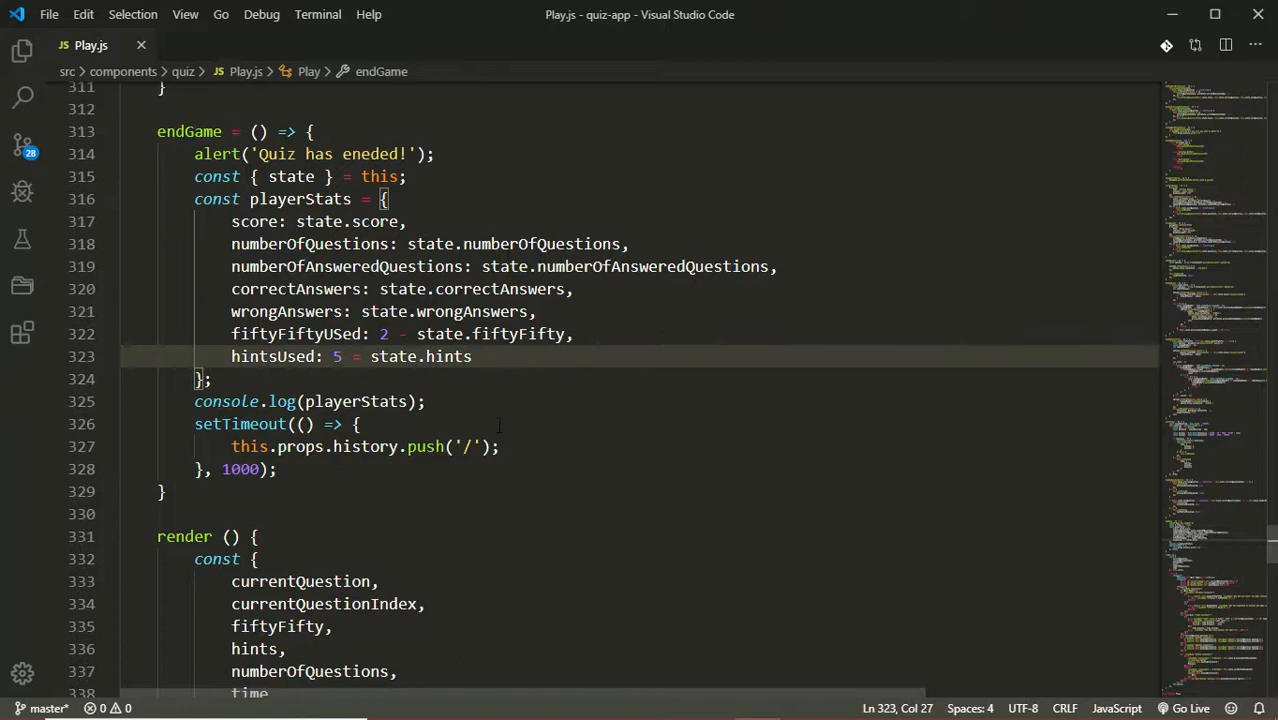 File Edit Selection View Go Debug Terminal Help Play.js - quiz-app - Visual Studio Code
JS Play.js
src components quiz JS Play.js Play endGame
311 }
312
313 endGame = () => {
314 alert('Quiz has eneded!');
315 const { state } = this;
316 const playerStats = {
317 score: state.score,
318 numberOfQuestions: state.numberOfQuestions,
319 numberOfAnsweredQuestions: state.numberOfAnsweredQuestions,
320 correctAnswers: state.correctAnswers,
321 wrongAnswers: state.wrongAnswers,
322 fiftyFiftyUsed: 2 - state.fiftyFifty,
323 hintsUsed: 5 = state.hints
324 };
325 console.log(playerStats);
326 setTimeout(() => {
327 this.props.history.push('/');
328 }, 1000);
329 }
330
331 render () {
332 const {
333 currentQuestion,
334 currentQuestionIndex,
335 fiftyFifty,
336 hints,
337 numberOfQuestions,
338 time
28
master* 0 0 Ln 323, Col 27 Spaces: 4 UTF-8 CRLF JavaScript Go Live